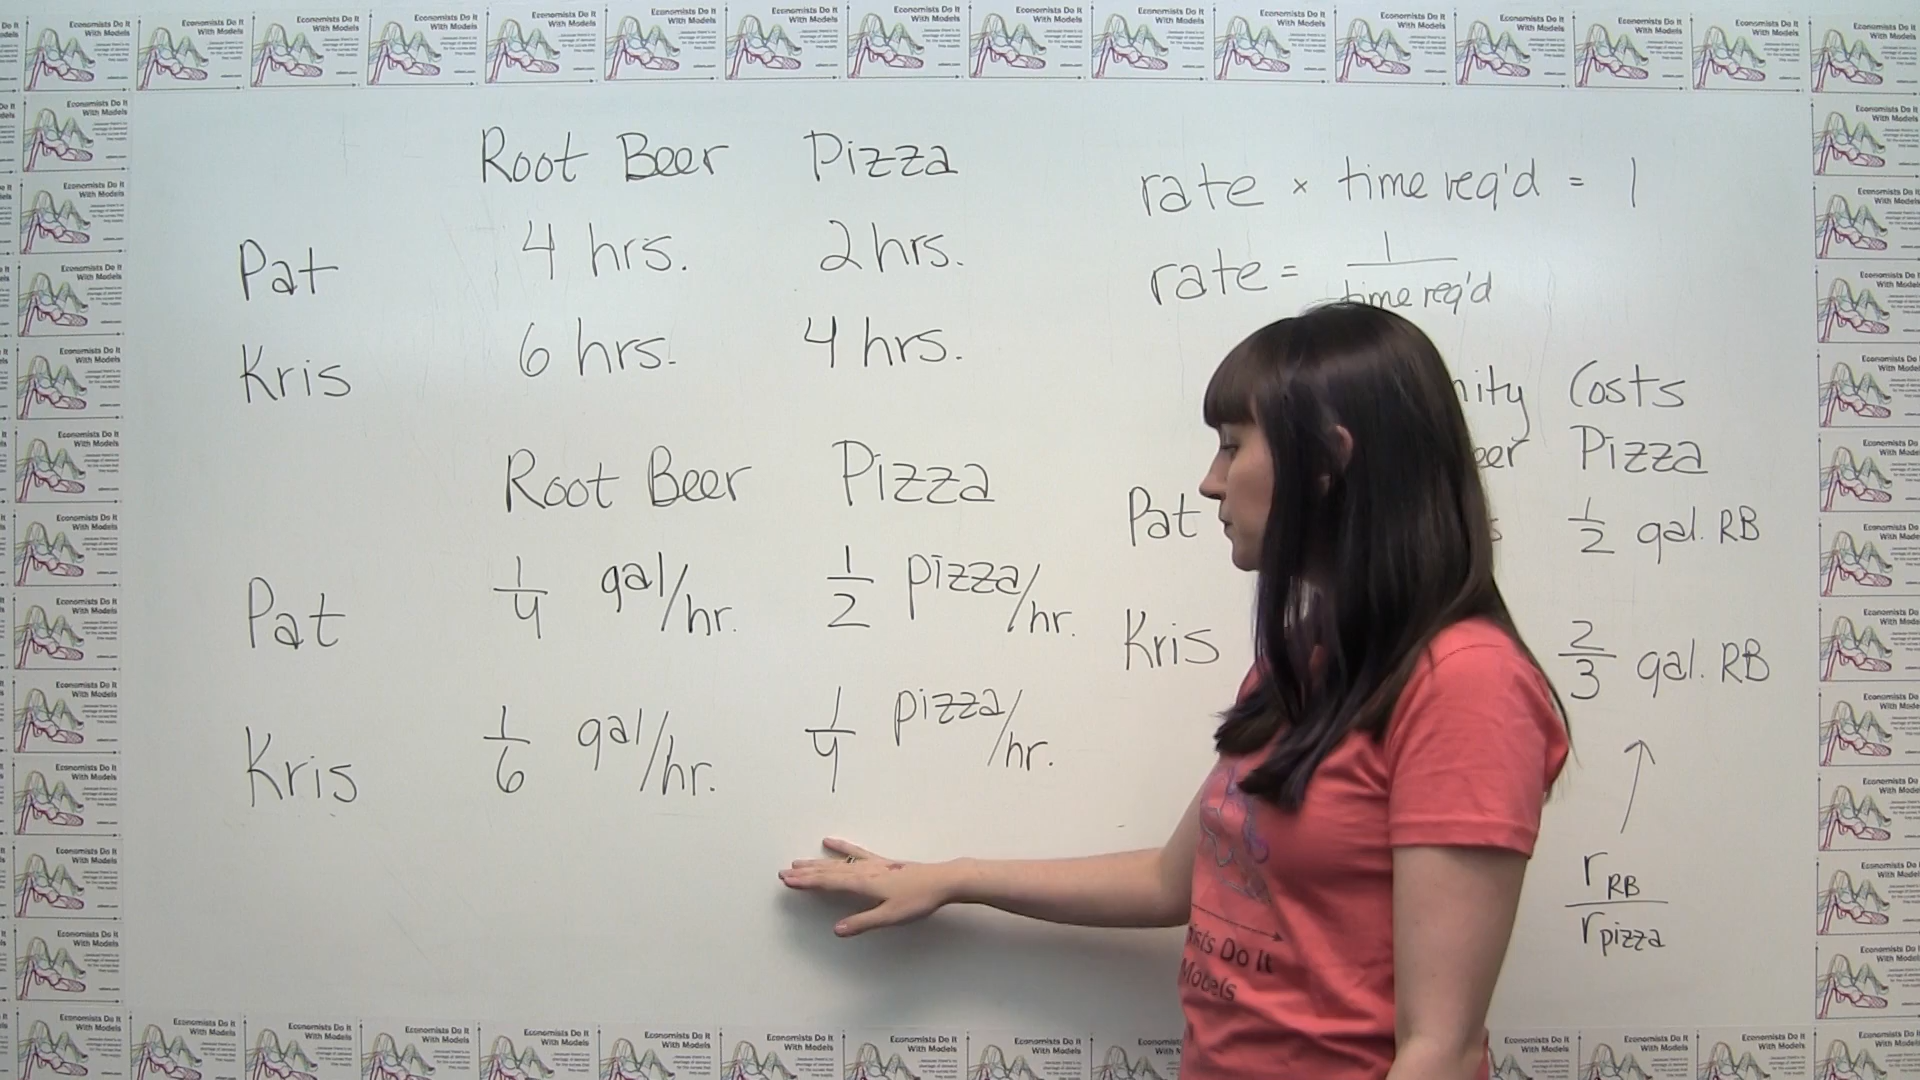 Root Beer Pizza
Pat 4 hrs. 2 hrs.
Kris 6 hrs. 4 hrs.
Root Beer Pizza
Pat 1/4 gal/hr. 1/2 pizza/hr.
Kris 1/6 gal/hr. 1/4 pizza/hr.
rate × time req'd = 1
rate = 1/time req'd
Costs
Pizza
Pat 1/2 gal. RB
Kris 2/3 gal. RB
↑
rRB/rpizza
Do It
Models
Economists Do It
With Models